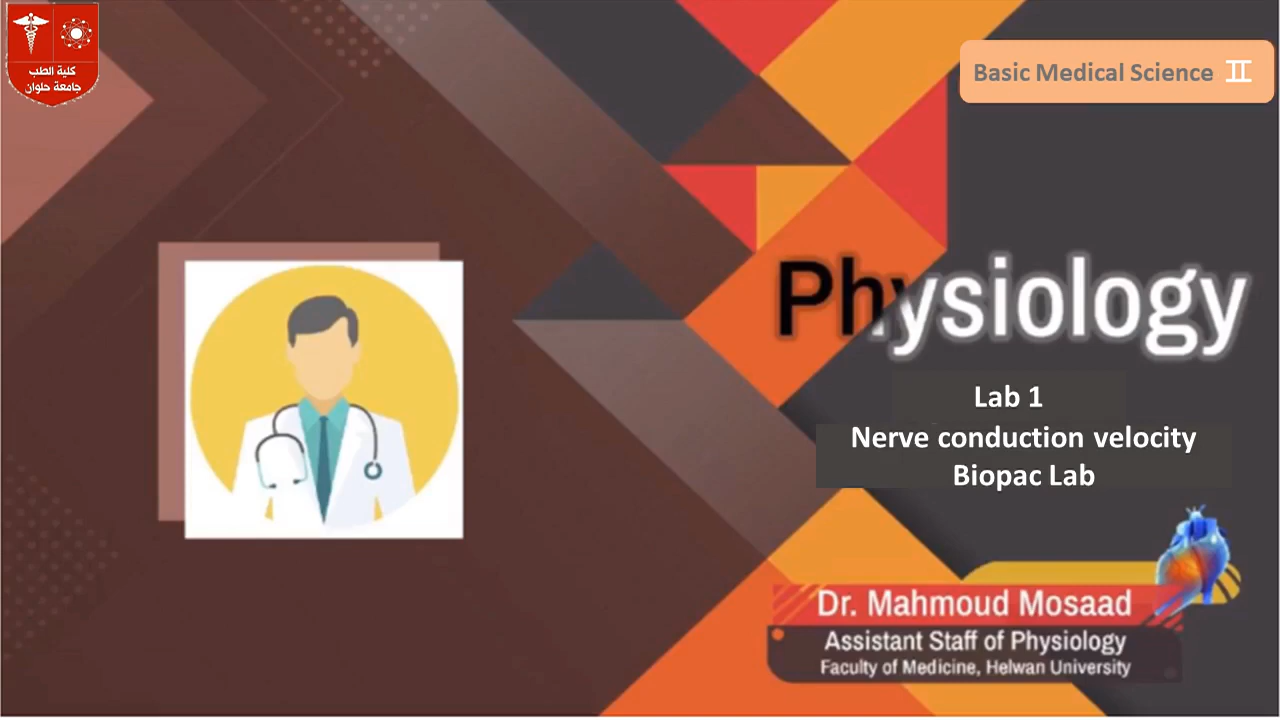 كلية الطب
جامعة حلوان
Basic Medical Science II
Physiology
Lab 1
Nerve conduction velocity
Biopac Lab
Dr. Mahmoud Mosaad
Assistant Staff of Physiology
Faculty of Medicine, Helwan University